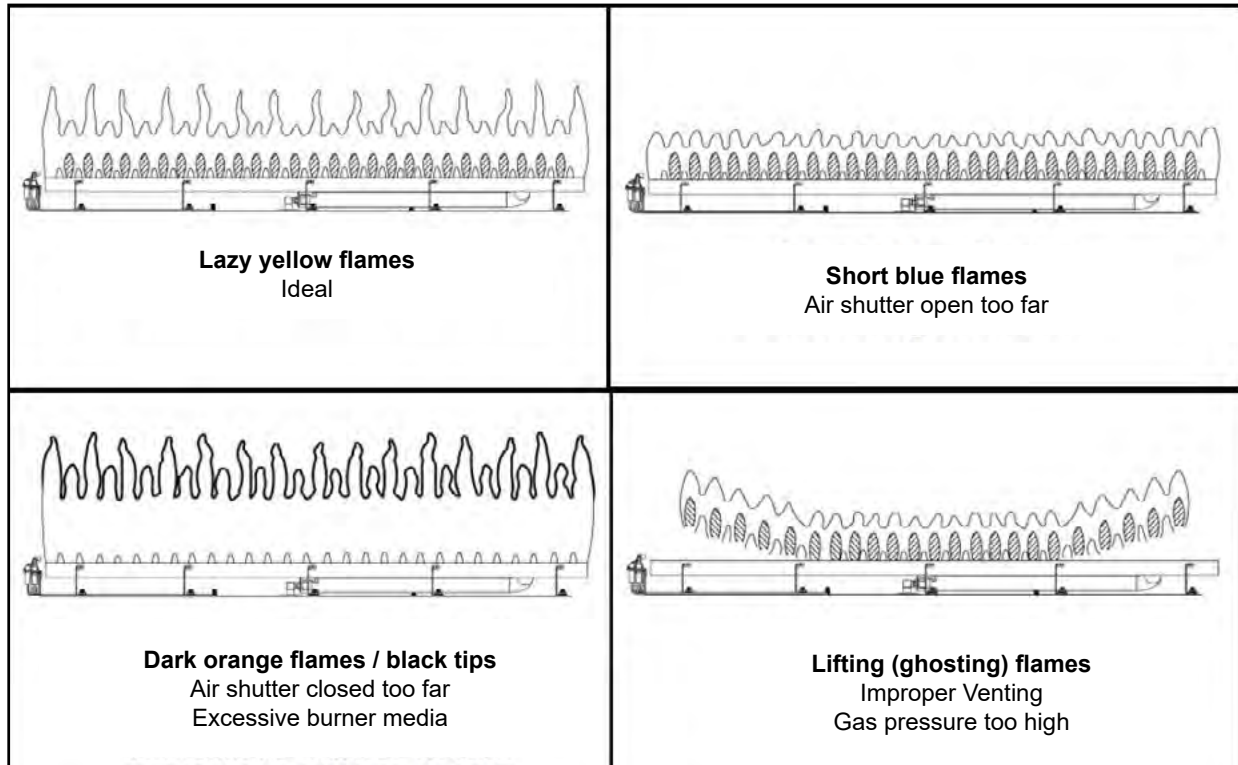 Lazy yellow flames
Ideal
Short blue flames
Air shutter open too far
Dark orange flames / black tips
Air shutter closed too far
Excessive burner media
Lifting (ghosting) flames
Improper Venting
Gas pressure too high